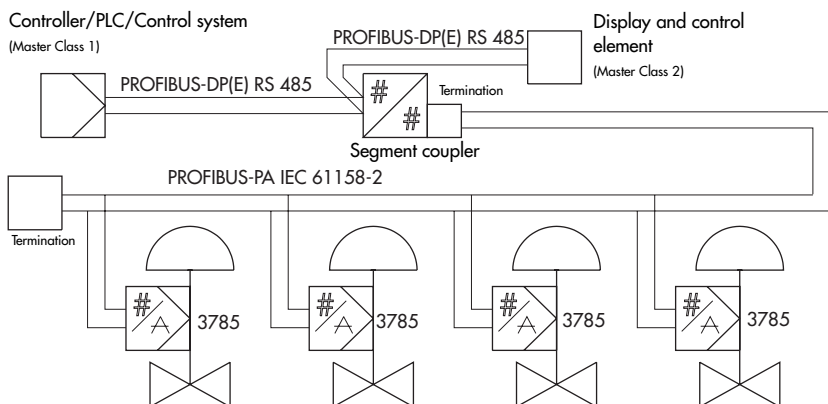 Controller/PLC/Control system
(Master Class 1)
PROFIBUS-DP(E) RS 485
PROFIBUS-DP(E) RS 485
Display and control
element
(Master Class 2)
#
#
Termination
Segment coupler
PROFIBUS-PA IEC 61158-2
Termination
#
A
3785
#
A
3785
#
A
3785
#
A
3785